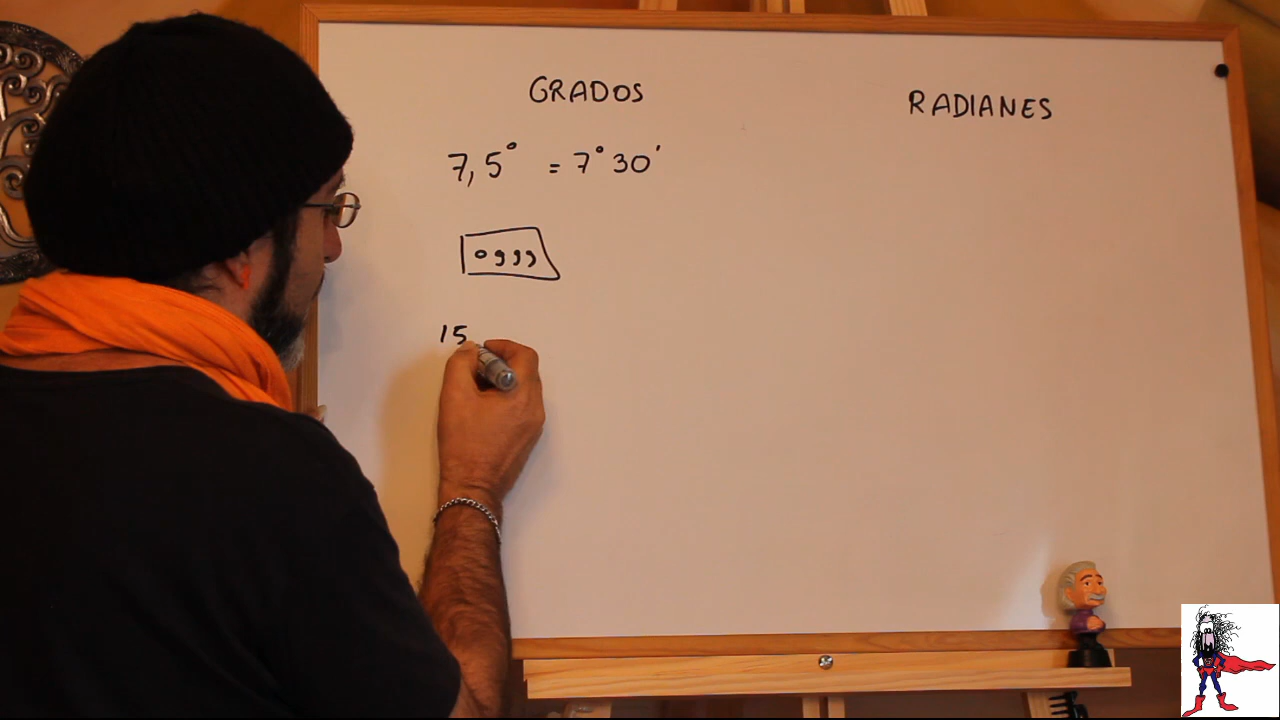 GRADOS
RADIANES
7,5° = 7° 30'
° ' ' '
15